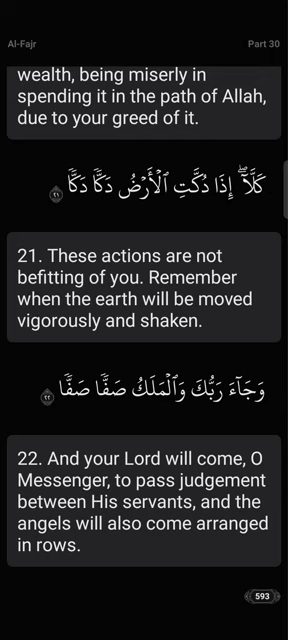 Al-Fajr Part 30
wealth, being miserly in
spending it in the path of Allah,
due to your greed of it.
كَلَّآۖ إِذَا دُكَّتِ ٱلْأَرْضُ دَكًّا دَكًّا ٢١
21. These actions are not
befitting of you. Remember
when the earth will be moved
vigorously and shaken.
وَجَآءَ رَبُّكَ وَٱلْمَلَكُ صَفًّا صَفًّا ٢٢
22. And your Lord will come, O
Messenger, to pass judgement
between His servants, and the
angels will also come arranged
in rows.
593